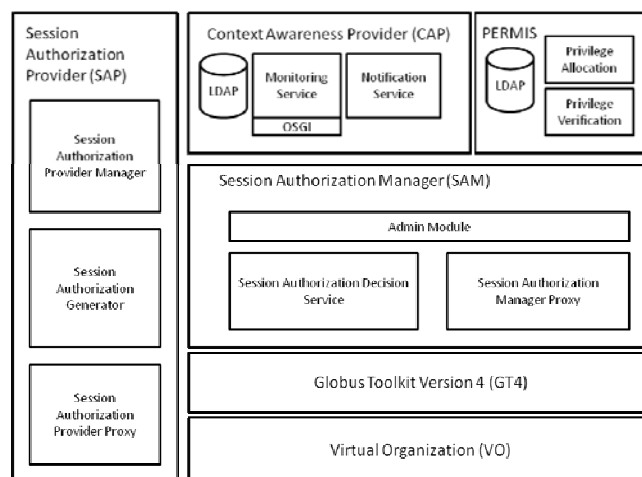 Session
Authorization
Provider (SAP)
Session
Authorization
Provider Manager
Session
Authorization
Generator
Session
Authorization
Provider Proxy
Context Awareness Provider (CAP)
LDAP
Monitoring
Service
OSGI
Notification
Service
PERMIS
LDAP
Privilege
Allocation
Privilege
Verification
Session Authorization Manager (SAM)
Admin Module
Session Authorization Decision
Service
Session Authorization
Manager Proxy
Globus Toolkit Version 4 (GT4)
Virtual Organization (VO)